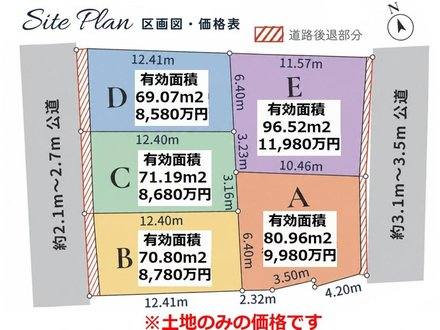 Site Plan 区画図・価格表
道路後退部分
N
12.41m
11.57m
D
有効面積
69.07m2
8,580万円
6.40m
E
有効面積
96.52m2
11,980万円
12.40m
3.23m
10.46m
C
有効面積
71.19m2
8,680万円
3.16m
A
有効面積
80.96m2
9,980万円
12.40m
B
有効面積
70.80m2
8,780万円
6.40m
3.50m
4.20m
12.41m
2.32m
約2.1m〜2.7m 公道
約3.1m〜3.5m 公道
※土地のみの価格です